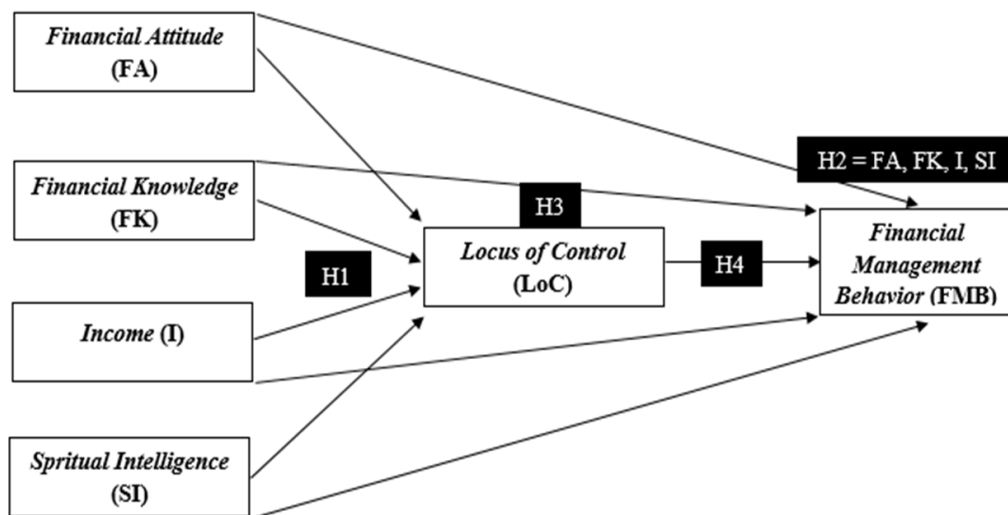 Financial Attitude
(FA)
H2 = FA, FK, I, SI
Financial Knowledge
(FK)
H3
Financial
Management
Behavior (FMB)
Locus of Control
(LoC)
H4
H1
Income (I)
Spritual Intelligence
(SI)